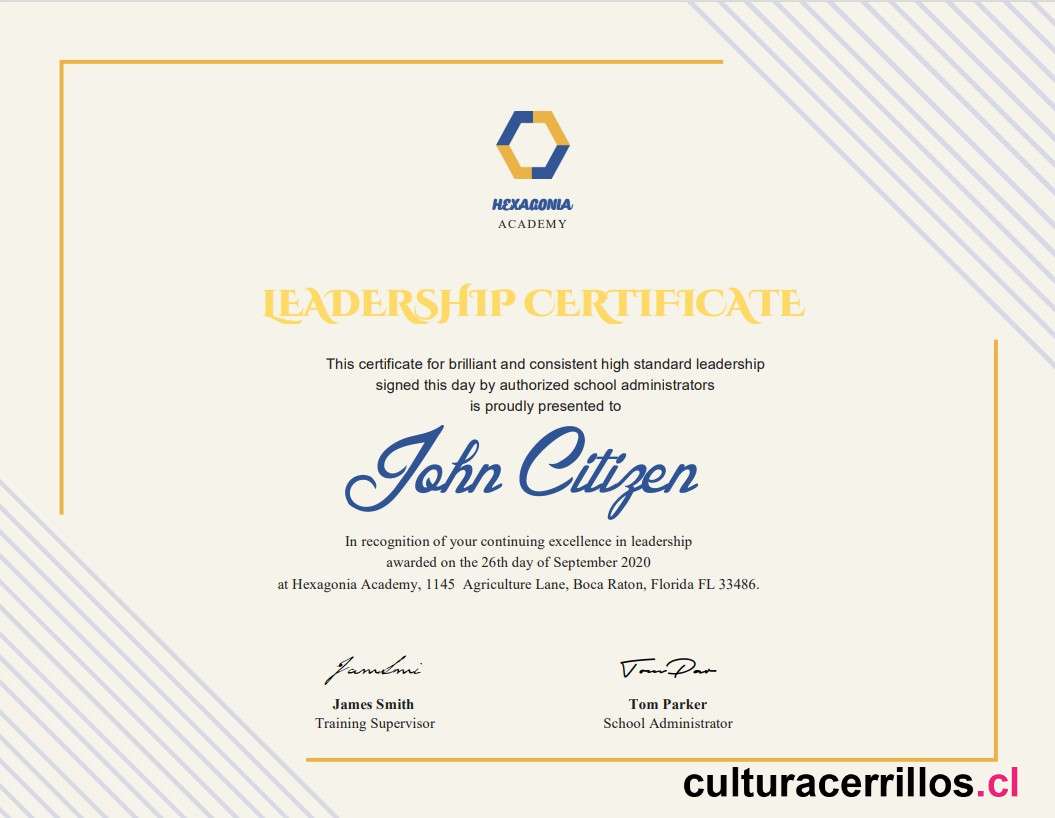 HEXAGONIA
ACADEMY
LEADERSHIP CERTIFICATE
This certificate for brilliant and consistent high standard leadership
signed this day by authorized school administrators
is proudly presented to
John Citizen
In recognition of your continuing excellence in leadership
awarded on the 26th day of September 2020
at Hexagonia Academy, 1145  Agriculture Lane, Boca Raton, Florida FL 33486.
JamSmi TomPar
James Smith Tom Parker
Training Supervisor School Administrator
culturacerrillos.cl